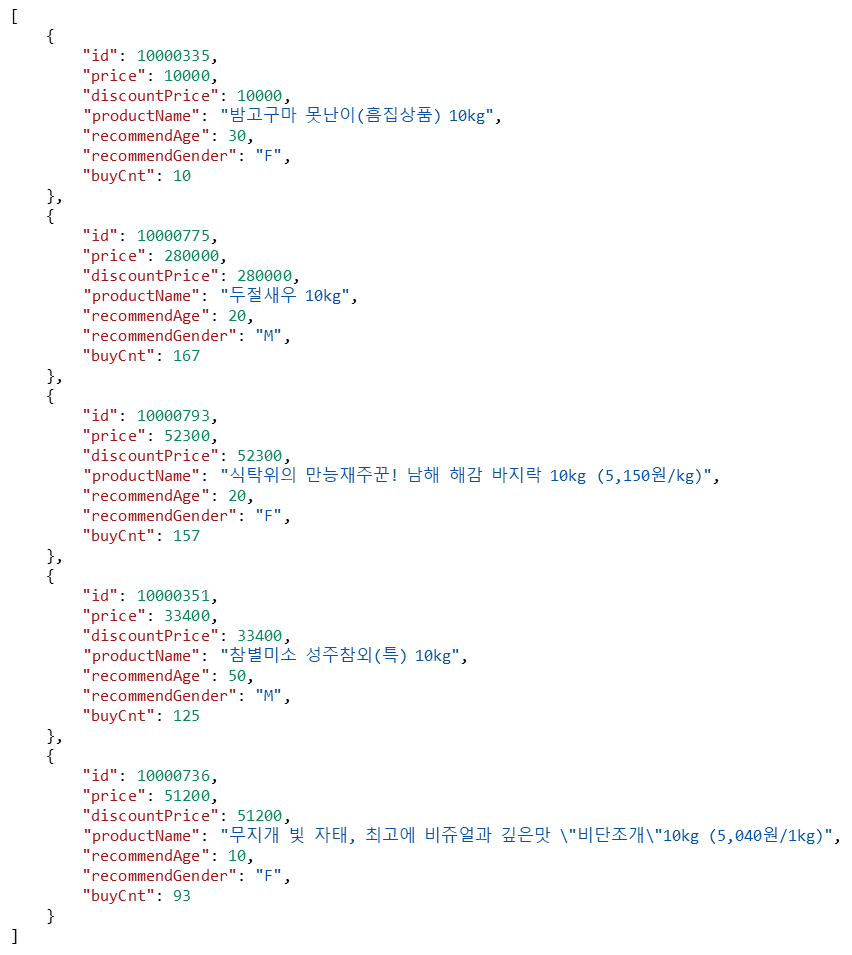 [
    {
        "id": 10000335,
        "price": 10000,
        "discountPrice": 10000,
        "productName": "밤고구마 못난이(흠집상품) 10kg",
        "recommendAge": 30,
        "recommendGender": "F",
        "buyCnt": 10
    },
    {
        "id": 10000775,
        "price": 280000,
        "discountPrice": 280000,
        "productName": "두절새우 10kg",
        "recommendAge": 20,
        "recommendGender": "M",
        "buyCnt": 167
    },
    {
        "id": 10000793,
        "price": 52300,
        "discountPrice": 52300,
        "productName": "식탁위의 만능재주꾼! 남해 해감 바지락 10kg (5,150원/kg)",
        "recommendAge": 20,
        "recommendGender": "F",
        "buyCnt": 157
    },
    {
        "id": 10000351,
        "price": 33400,
        "discountPrice": 33400,
        "productName": "참별미소 성주참외(특) 10kg",
        "recommendAge": 50,
        "recommendGender": "M",
        "buyCnt": 125
    },
    {
        "id": 10000736,
        "price": 51200,
        "discountPrice": 51200,
        "productName": "무지개 빛 자태, 최고에 비쥬얼과 깊은맛 \"비단조개\"10kg (5,040원/1kg)",
        "recommendAge": 10,
        "recommendGender": "F",
        "buyCnt": 93
    }
]